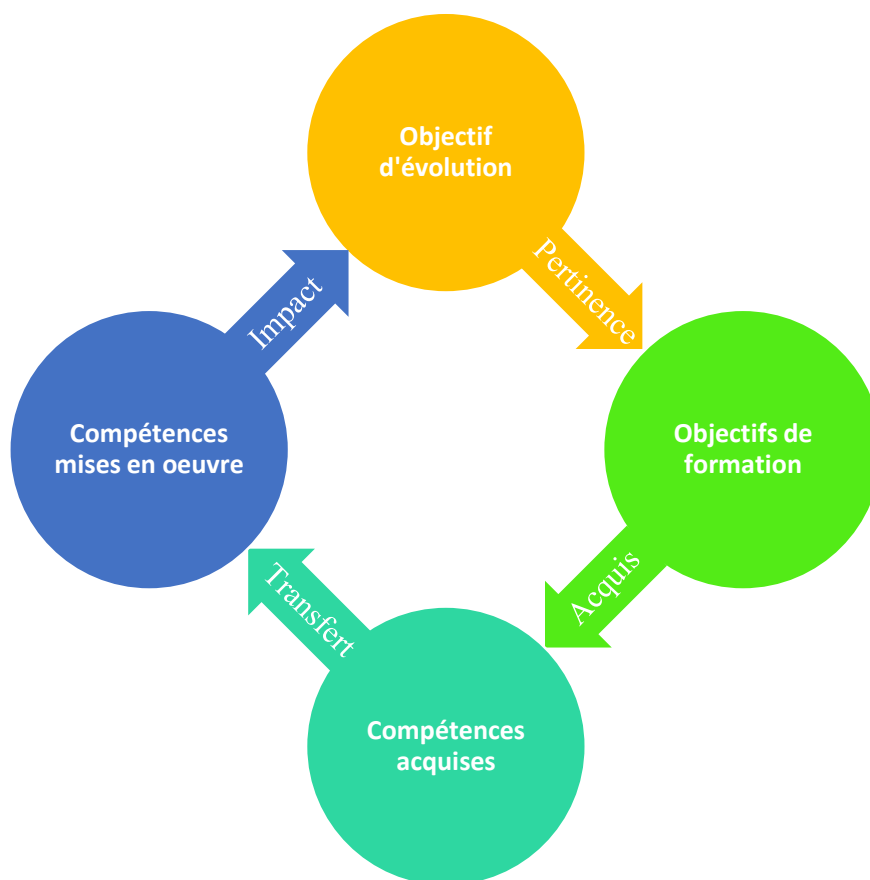 Objectif
d'évolution
Pertinence
Objectifs de
formation
Acquis
Compétences
acquises
Transfert
Compétences
mises en oeuvre
Impact